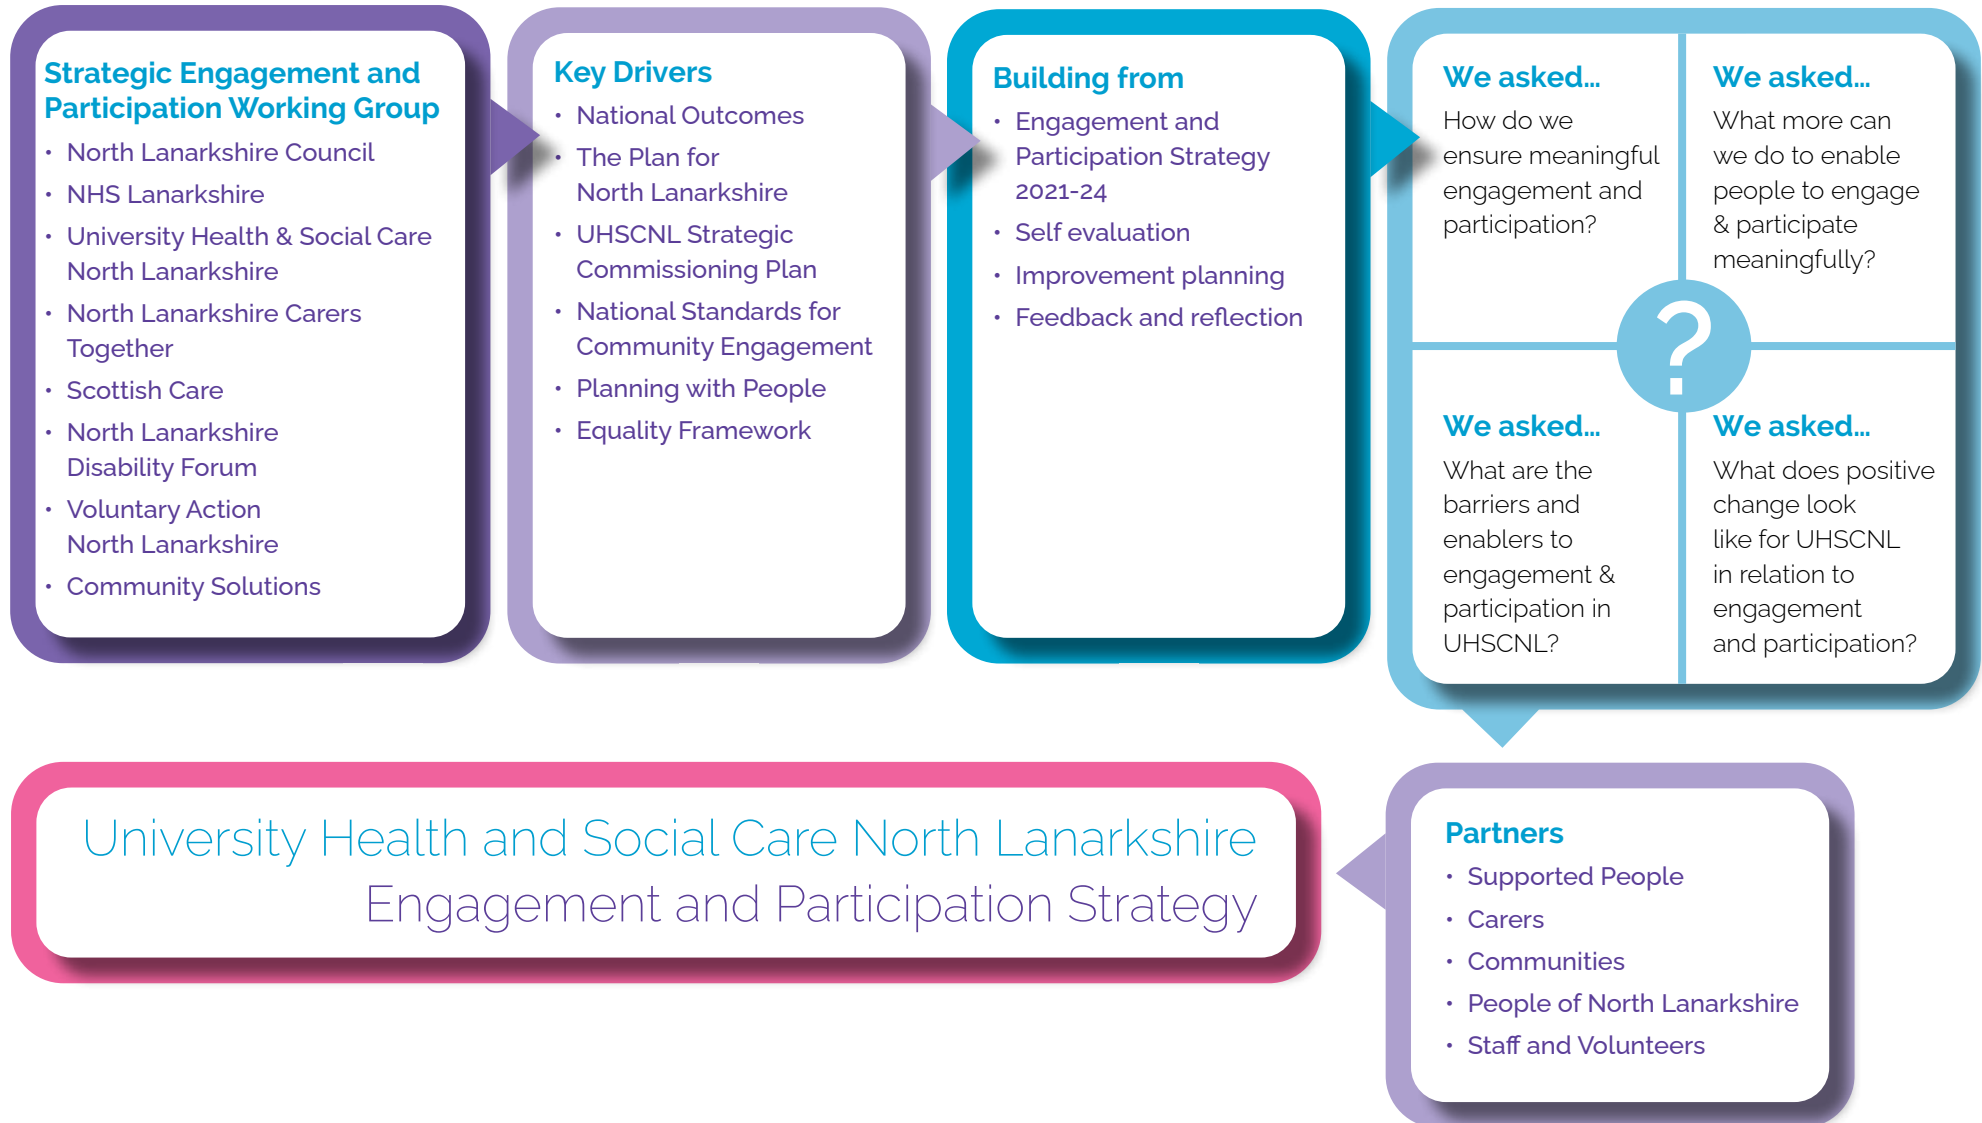 Strategic Engagement and
Participation Working Group
• North Lanarkshire Council
• NHS Lanarkshire
• University Health & Social Care
North Lanarkshire
• North Lanarkshire Carers
Together
• Scottish Care
• North Lanarkshire
Disability Forum
• Voluntary Action
North Lanarkshire
• Community Solutions
Key Drivers
• National Outcomes
• The Plan for
North Lanarkshire
• UHSCNL Strategic
Commissioning Plan
• National Standards for
Community Engagement
• Planning with People
• Equality Framework
Building from
• Engagement and
Participation Strategy
2021-24
• Self evaluation
• Improvement planning
• Feedback and reflection
We asked...
How do we
ensure meaningful
engagement and
participation?
We asked...
What more can
we do to enable
people to engage
& participate
meaningfully?
?
We asked...
What are the
barriers and
enablers to
engagement &
participation in
UHSCNL?
We asked...
What does positive
change look
like for UHSCNL
in relation to
engagement
and participation?
Partners
• Supported People
• Carers
• Communities
• People of North Lanarkshire
• Staff and Volunteers
University Health and Social Care North Lanarkshire
Engagement and Participation Strategy